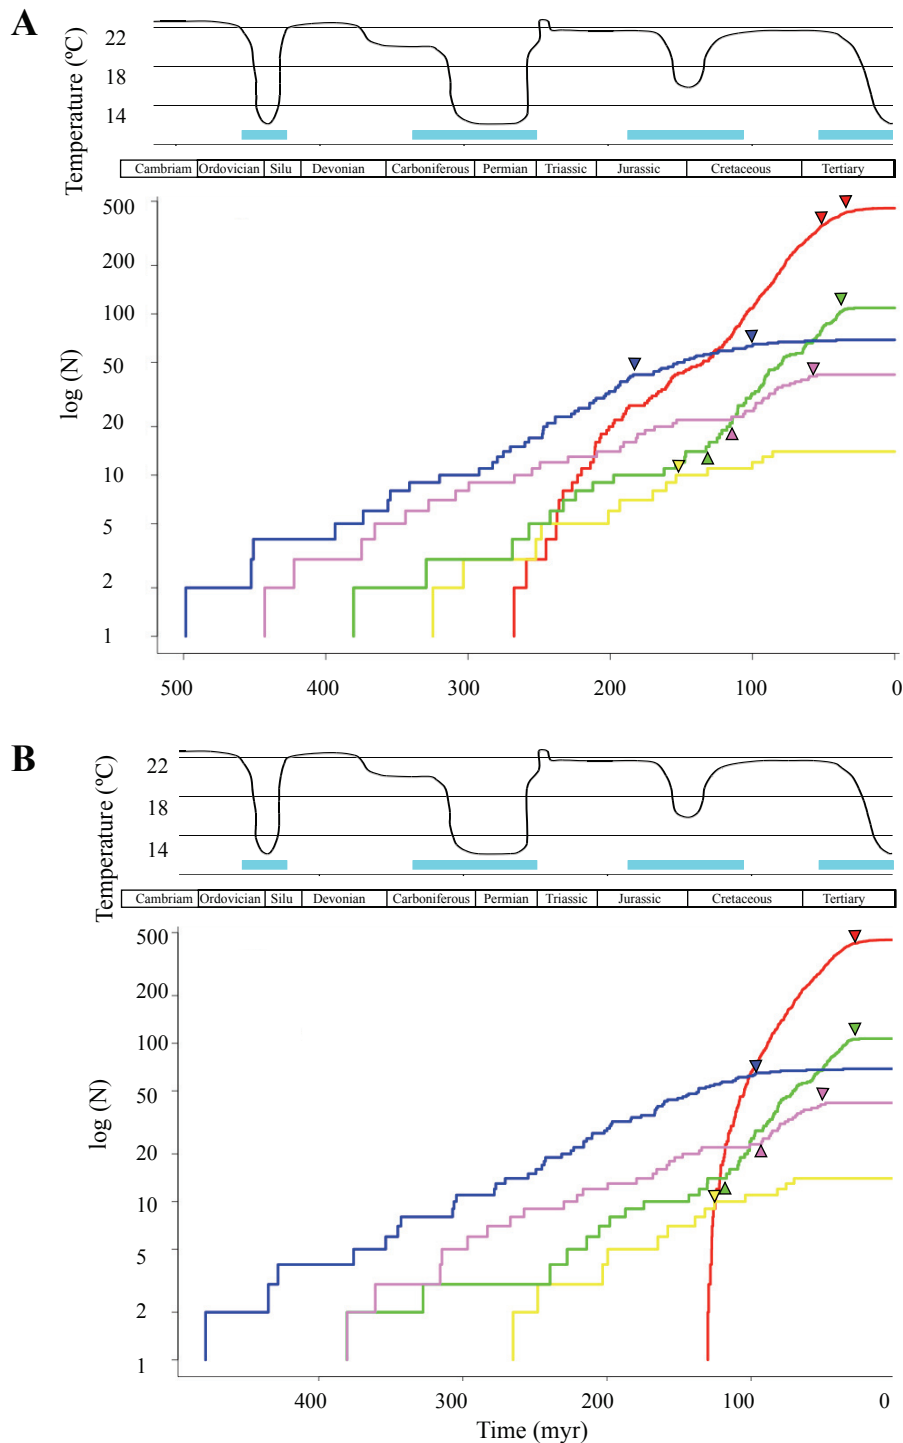 A
Temperature (ºC)
22
18
14
Cambriam Ordovician Silu Devonian Carboniferous Permian Triassic Jurassic Cretaceous Tertiary
log (N)
500
200
100
50
20
10
5
2
1
500 400 300 200 100 0
B
Temperature (ºC)
22
18
14
Cambriam Ordovician Silu Devonian Carboniferous Permian Triassic Jurassic Cretaceous Tertiary
log (N)
500
200
100
50
20
10
5
2
1
400 300 200 100 0
Time (myr)